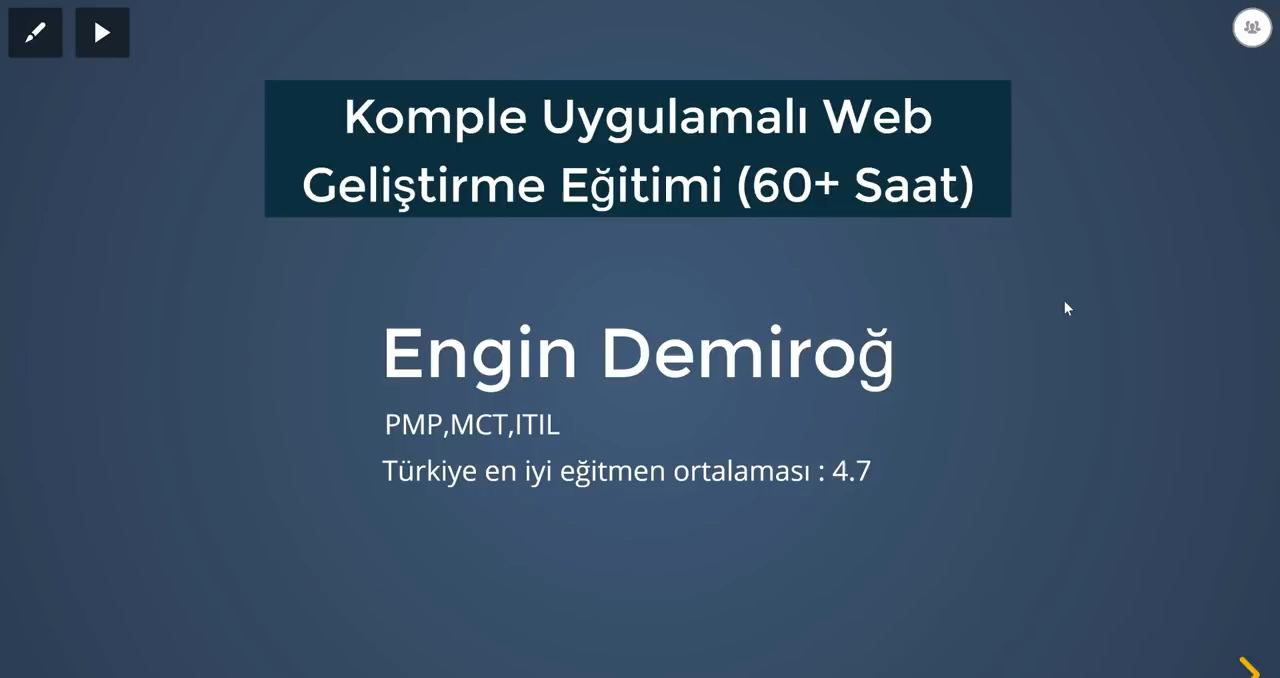 Komple Uygulamalı Web
Geliştirme Eğitimi (60+ Saat)
Engin Demiroğ
PMP,MCT,ITIL
Türkiye en iyi eğitmen ortalaması : 4.7